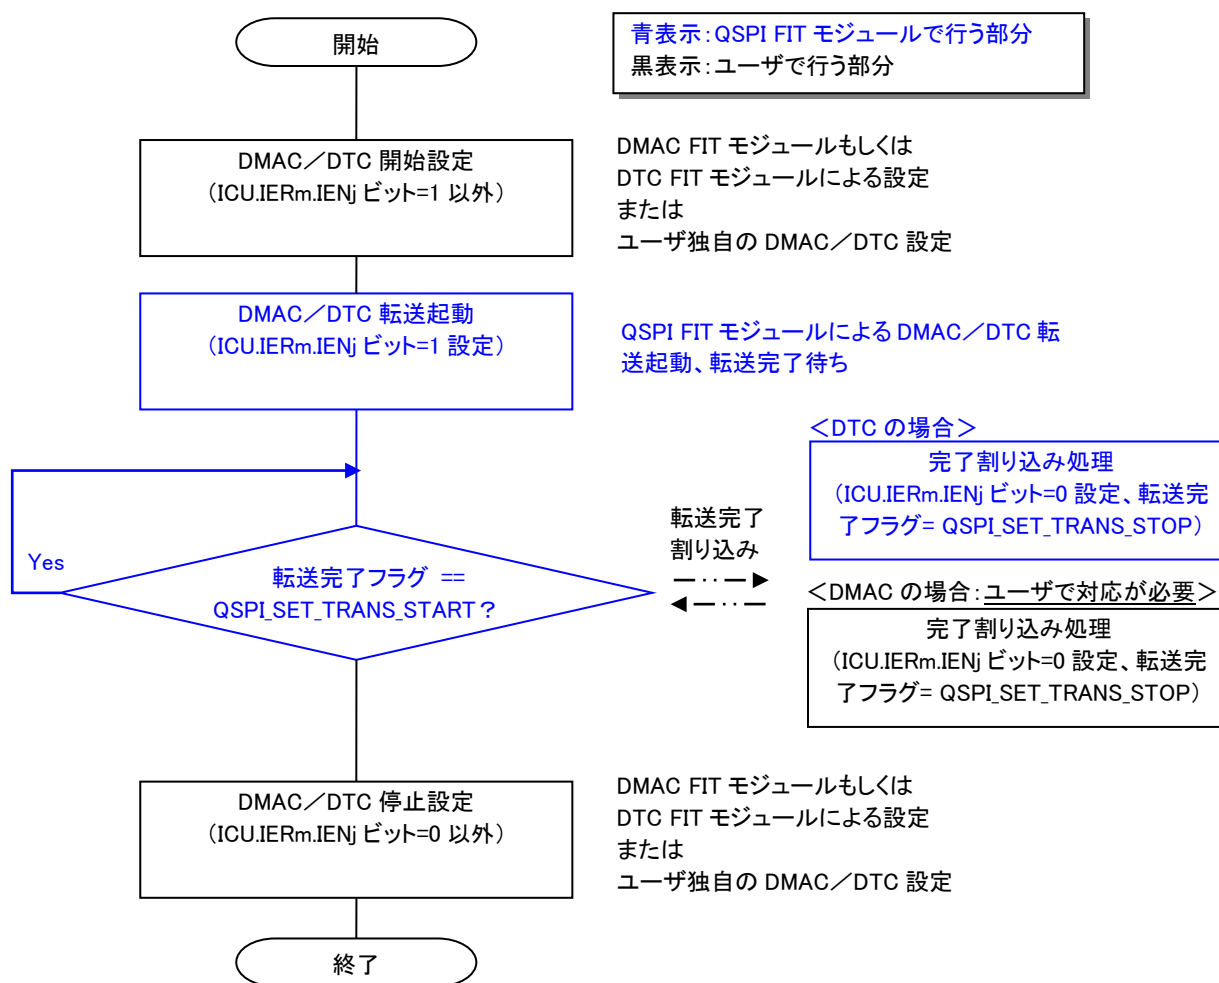 開始
青表示：QSPI FIT モジュールで行う部分
黒表示：ユーザで行う部分
DMAC／DTC 開始設定
（ICU.IERm.IENj ビット=1 以外）
DMAC FIT モジュールもしくは
DTC FIT モジュールによる設定
または
ユーザ独自の DMAC／DTC 設定
DMAC／DTC 転送起動
（ICU.IERm.IENj ビット=1 設定）
QSPI FIT モジュールによる DMAC／DTC 転
送起動、転送完了待ち
＜DTC の場合＞
完了割り込み処理
（ICU.IERm.IENj ビット=0 設定、転送完
了フラグ= QSPI_SET_TRANS_STOP）
転送完了
割り込み
Yes
転送完了フラグ ==
QSPI_SET_TRANS_START？
＜DMAC の場合：ユーザで対応が必要＞
完了割り込み処理
（ICU.IERm.IENj ビット=0 設定、転送完
了フラグ= QSPI_SET_TRANS_STOP）
DMAC／DTC 停止設定
（ICU.IERm.IENj ビット=0 以外）
DMAC FIT モジュールもしくは
DTC FIT モジュールによる設定
または
ユーザ独自の DMAC／DTC 設定
終了